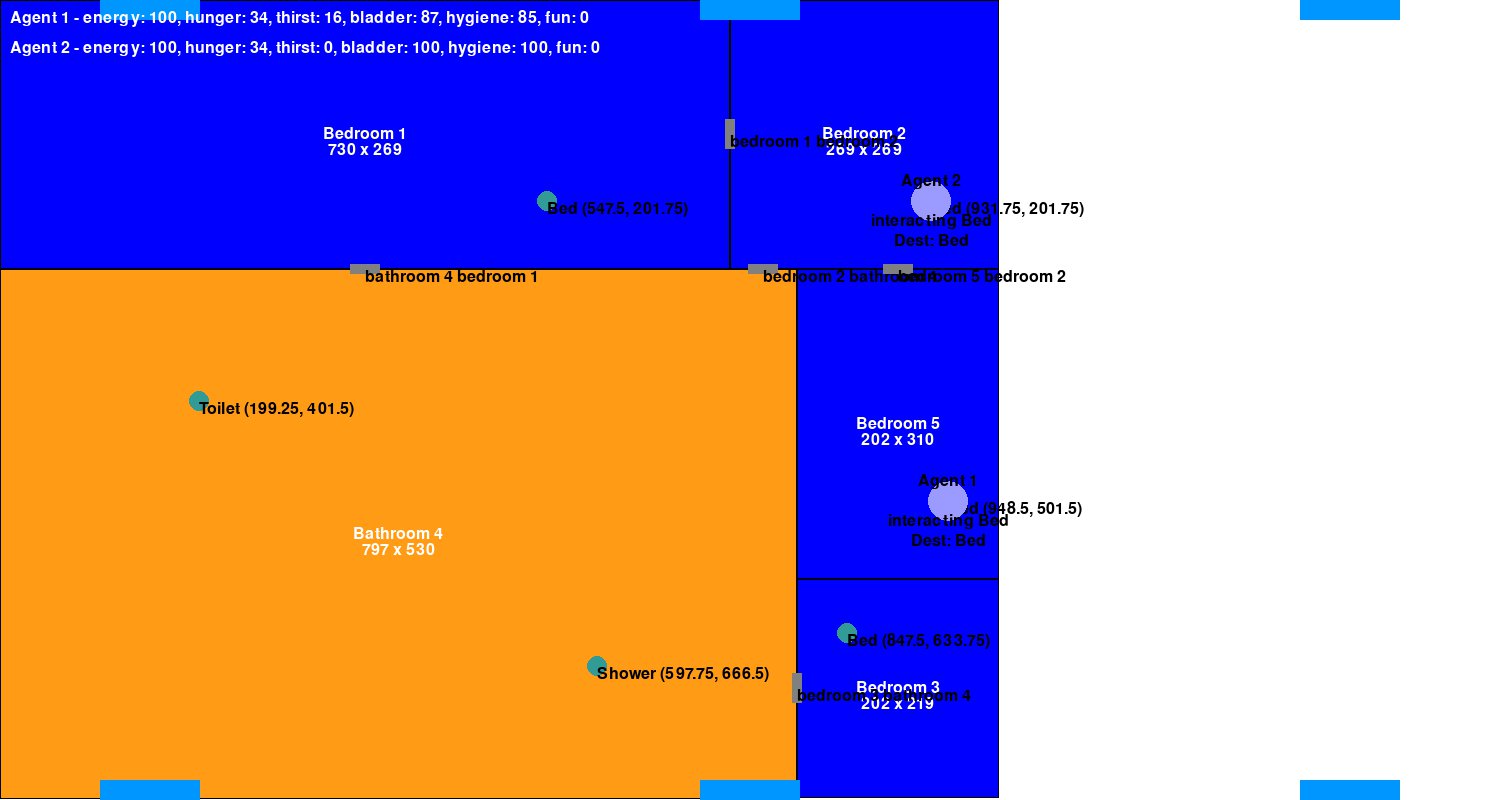 Agent 1 - energy: 100, hunger: 34, thirst: 16, bladder: 87, hygiene: 85, fun: 0
Agent 2 - energy: 100, hunger: 34, thirst: 0, bladder: 100, hygiene: 100, fun: 0
Bedroom 1
730 x 269
Bedroom 2
269 x 269
bedroom 1 bedroom 2
Agent 2
Bed (547.5, 201.75)
(931.75, 201.75)
interacting Bed
Dest: Bed
bathroom 4 bedroom 1
bedroom 2 bathroom 4
bedroom 5 bedroom 2
Toilet (199.25, 401.5)
Bedroom 5
202 x 310
Agent 1
(948.5, 501.5)
interacting Bed
Dest: Bed
Bathroom 4
797 x 530
Bed (847.5, 633.75)
Shower (597.75, 666.5)
Bedroom 3
202 x 219
bedroom 3 bathroom 4